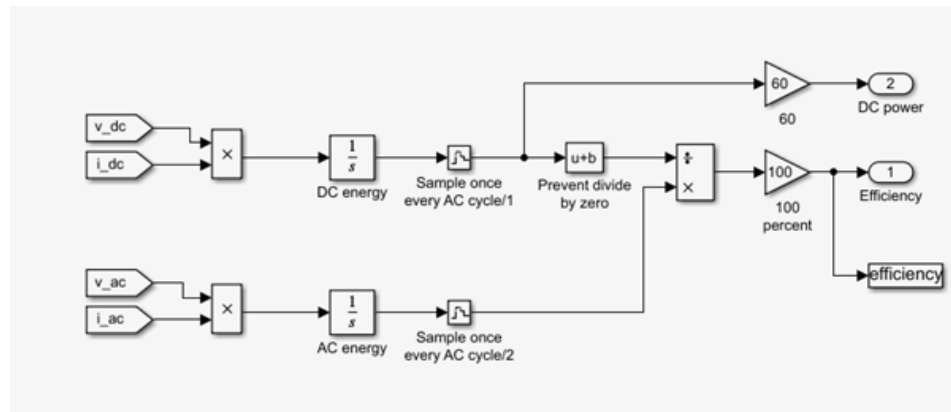 60
2
60
DC power
v_dc
i_dc
×
1
s
DC energy
Sample once
every AC cycle/1
u+b
Prevent divide
by zero
÷
×
100
100
percent
1
Efficiency
efficiency
v_ac
i_ac
×
1
s
AC energy
Sample once
every AC cycle/2